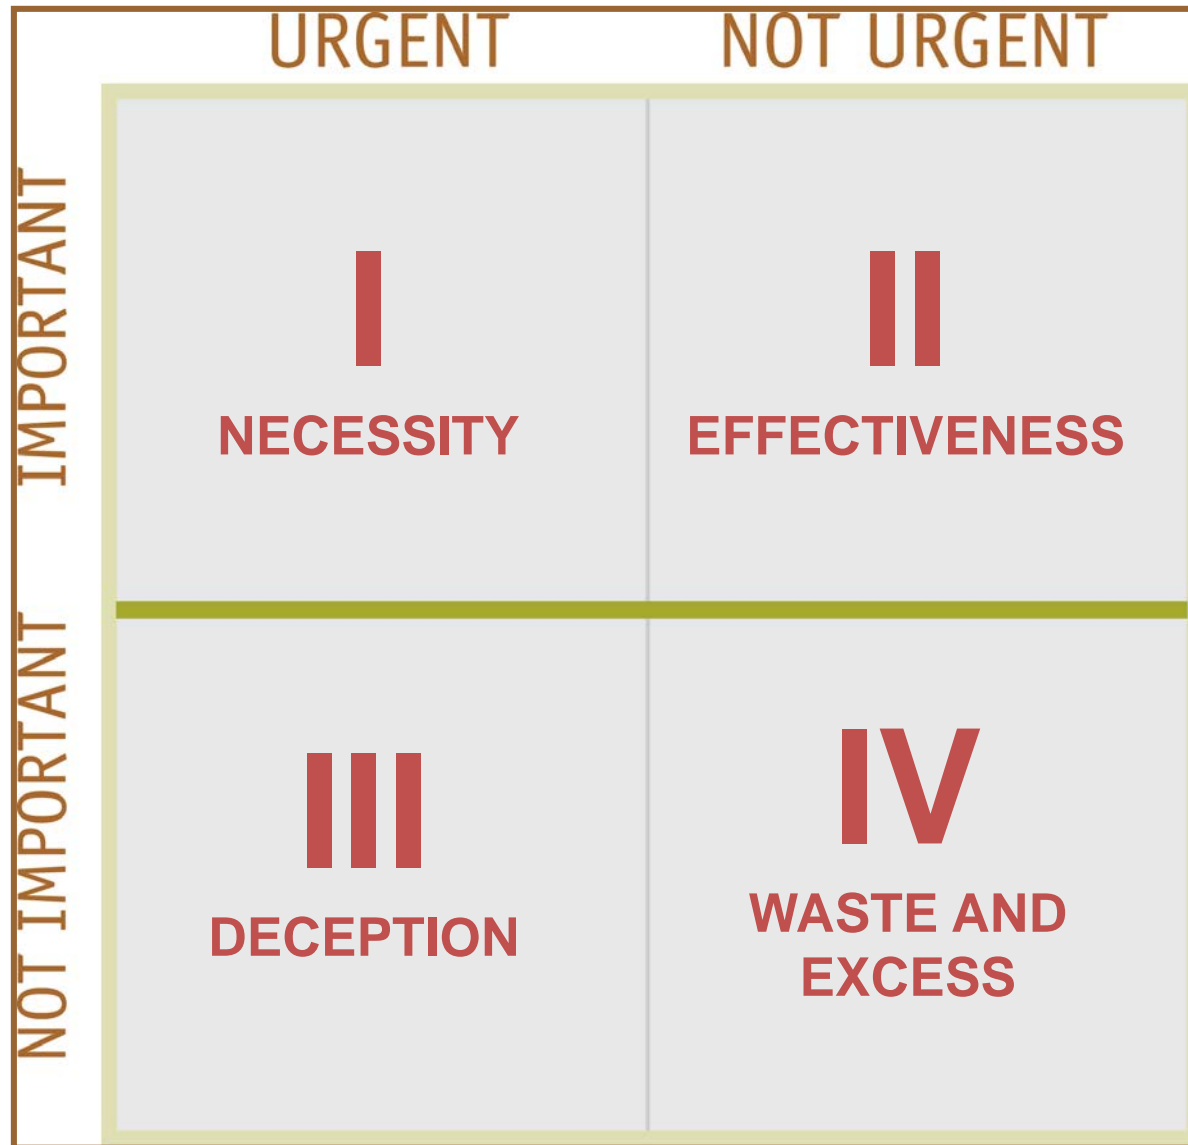 URGENT
NOT URGENT
IMPORTANT
I
NECESSITY
II
EFFECTIVENESS
NOT IMPORTANT
III
DECEPTION
IV
WASTE AND
EXCESS